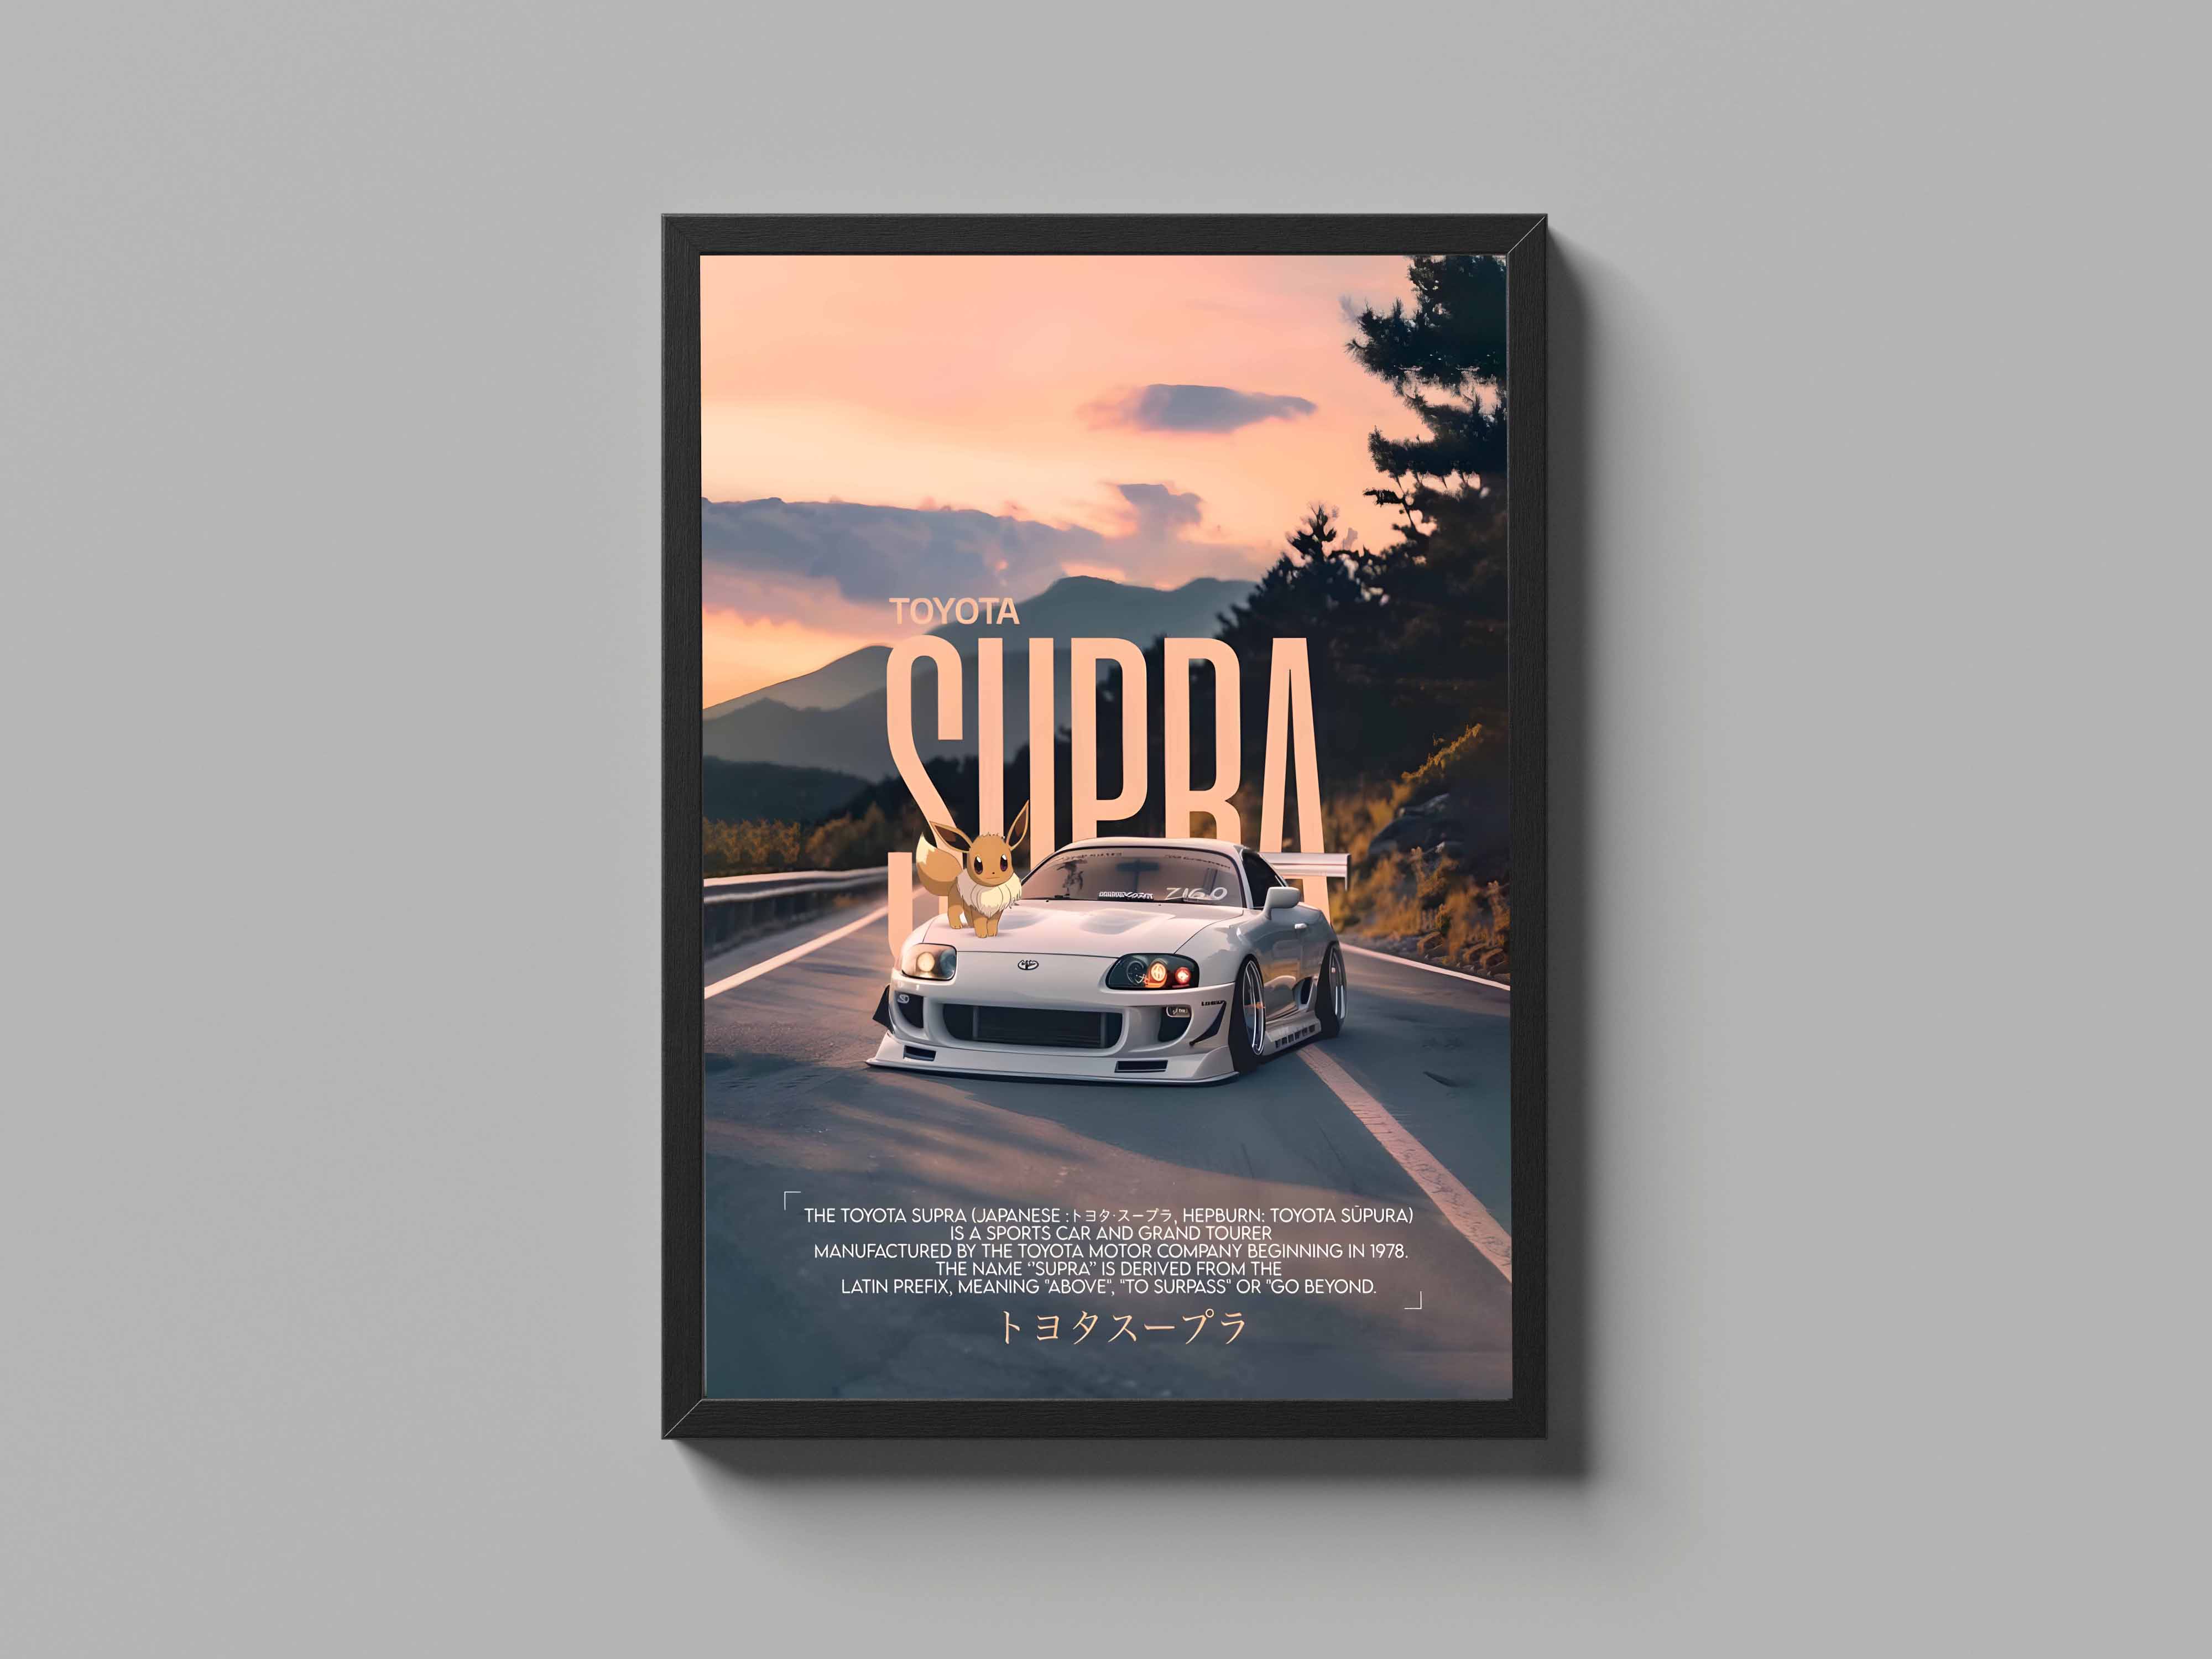 TOYOTA
SUPRA
ZIGO
THE TOYOTA SUPRA (JAPANESE :トヨタ·スープラ, HEPBURN: TOYOTA SŪPURA)
IS A SPORTS CAR AND GRAND TOURER
MANUFACTURED BY THE TOYOTA MOTOR COMPANY BEGINNING IN 1978.
THE NAME “SUPRA” IS DERIVED FROM THE
LATIN PREFIX, MEANING "ABOVE", "TO SURPASS" OR "GO BEYOND.
トヨタスープラ